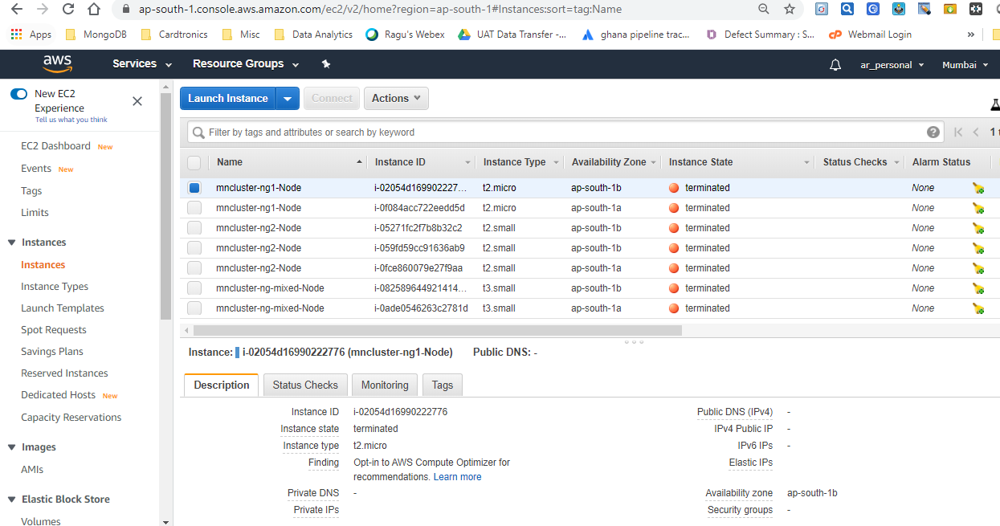 ap-south-1.console.aws.amazon.com/ec2/v2/home?region=ap-south-1#Instances:sort=tag:Name
Apps MongoDB Cardtronics Misc Data Analytics Ragu's Webex UAT Data Transfer -... ghana pipeline trac... Defect Summary : S... Webmail Login »
aws Services Resource Groups ar_personal Mumbai
New EC2
Experience
Tell us what you think
EC2 Dashboard New
Events New
Tags
Limits
Instances
Instances
Instance Types
Launch Templates
Spot Requests
Savings Plans
Reserved Instances
Dedicated Hosts New
Capacity Reservations
Images
AMIs
Elastic Block Store
Volumes
Launch Instance Connect Actions
Filter by tags and attributes or search by keyword ? 1
Name Instance ID Instance Type Availability Zone Instance State Status Checks Alarm Status
mncluster-ng1-Node i-02054d169902227... t2.micro ap-south-1b terminated None
mncluster-ng1-Node i-0f084acc722eedd5d t2.micro ap-south-1a terminated None
mncluster-ng2-Node i-05271fc2f7b8b32c2 t2.small ap-south-1a terminated None
mncluster-ng2-Node i-059fd59cc91636ab9 t2.small ap-south-1b terminated None
mncluster-ng2-Node i-0fce860079e27f9aa t2.small ap-south-1a terminated None
mncluster-ng-mixed-Node i-082589644921414... t3.small ap-south-1b terminated None
mncluster-ng-mixed-Node i-0ade0546263c2781d t3.small ap-south-1a terminated None
Instance: i-02054d16990222776 (mncluster-ng1-Node) Public DNS: -
Description Status Checks Monitoring Tags
Instance ID i-02054d16990222776 Public DNS (IPv4) -
Instance state terminated IPv4 Public IP -
Instance type t2.micro IPv6 IPs -
Finding Opt-in to AWS Compute Optimizer for Elastic IPs
recommendations. Learn more
Private DNS - Availability zone ap-south-1b
Private IPs Security groups -